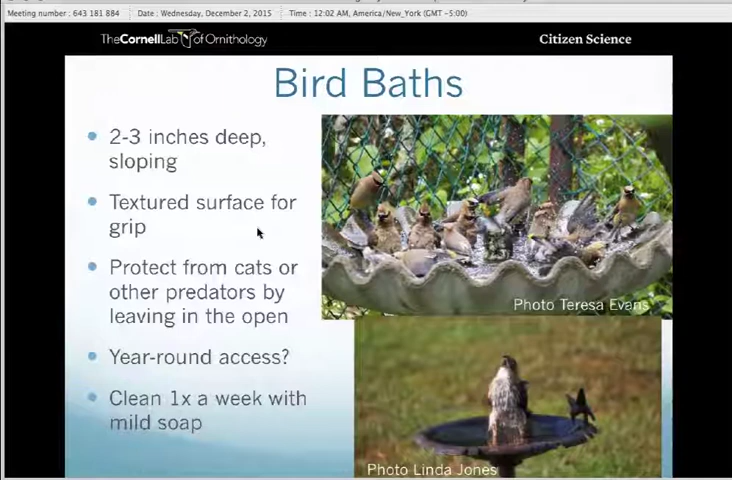 Meeting number : 643 181 884 Date : Wednesday, December 2, 2015 Time : 12:02 AM, America/New_York (GMT -5:00)
TheCornellLab of Ornithology
Citizen Science
Bird Baths
2-3 inches deep,
sloping
Textured surface for
grip
Protect from cats or
other predators by
leaving in the open
Year-round access?
Clean 1x a week with
mild soap
Photo Teresa Evans
Photo Linda Jones